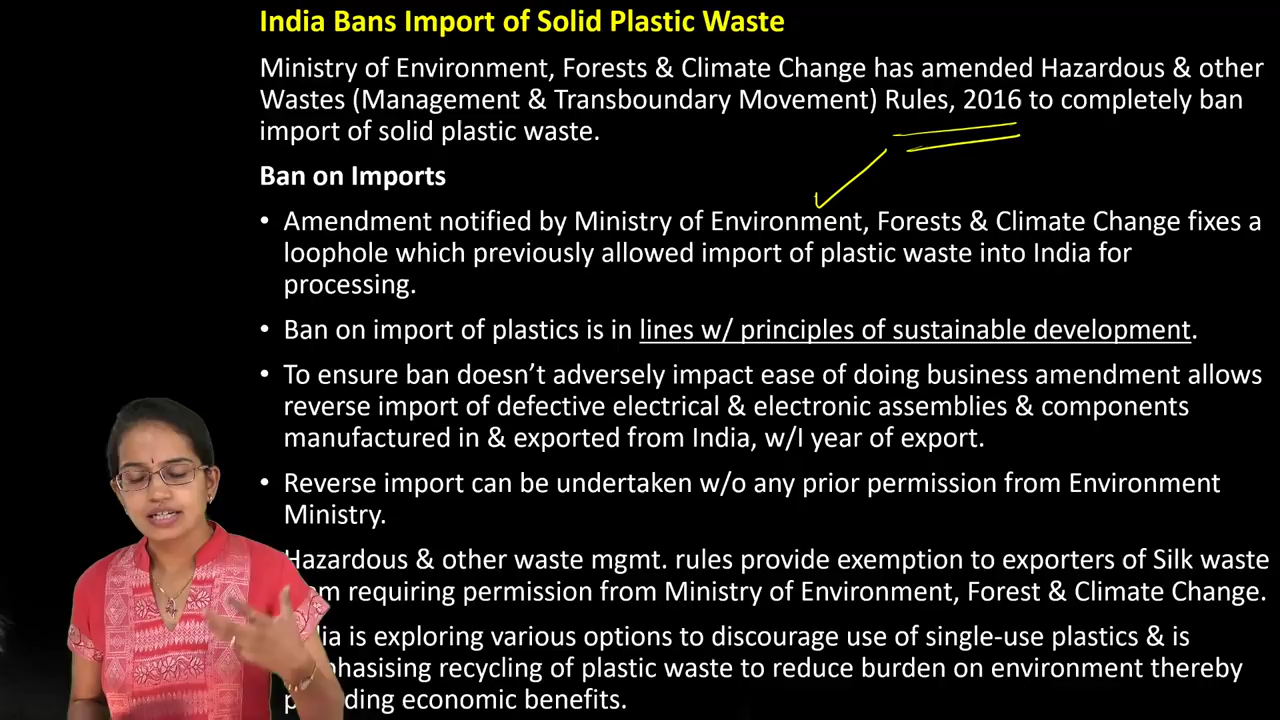 India Bans Import of Solid Plastic Waste
Ministry of Environment, Forests & Climate Change has amended Hazardous & other
Wastes (Management & Transboundary Movement) Rules, 2016 to completely ban
import of solid plastic waste.
Ban on Imports
• Amendment notified by Ministry of Environment, Forests & Climate Change fixes a
loophole which previously allowed import of plastic waste into India for
processing.
• Ban on import of plastics is in lines w/ principles of sustainable development.
• To ensure ban doesn’t adversely impact ease of doing business amendment allows
reverse import of defective electrical & electronic assemblies & components
manufactured in & exported from India, w/I year of export.
• Reverse import can be undertaken w/o any prior permission from Environment
Ministry.
Hazardous & other waste mgmt. rules provide exemption to exporters of Silk waste
requiring permission from Ministry of Environment, Forest & Climate Change.
is exploring various options to discourage use of single-use plastics & is
recycling of plastic waste to reduce burden on environment thereby
economic benefits.